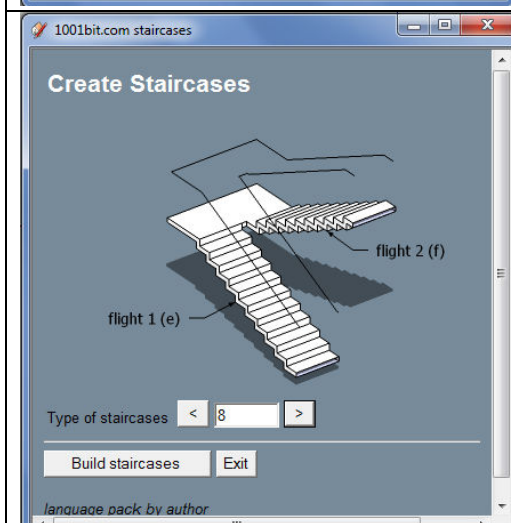 1001bit.com staircases
Create Staircases
flight 2 (f)
flight 1 (e)
Type of staircases < 8 >
Build staircases Exit
language pack by author